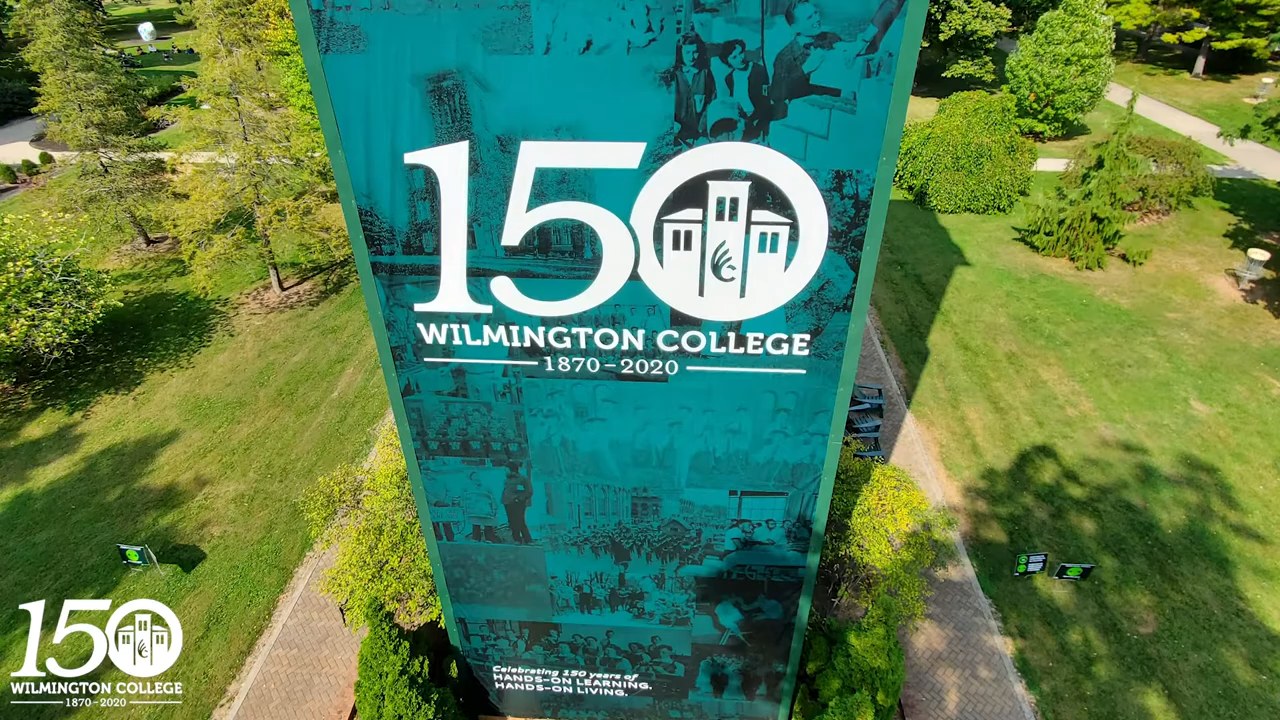 150
WILMINGTON COLLEGE
1870-2020
Celebrating 150 years of
HANDS-ON LEARNING.
HANDS-ON LIVING.
150
WILMINGTON COLLEGE
1870-2020